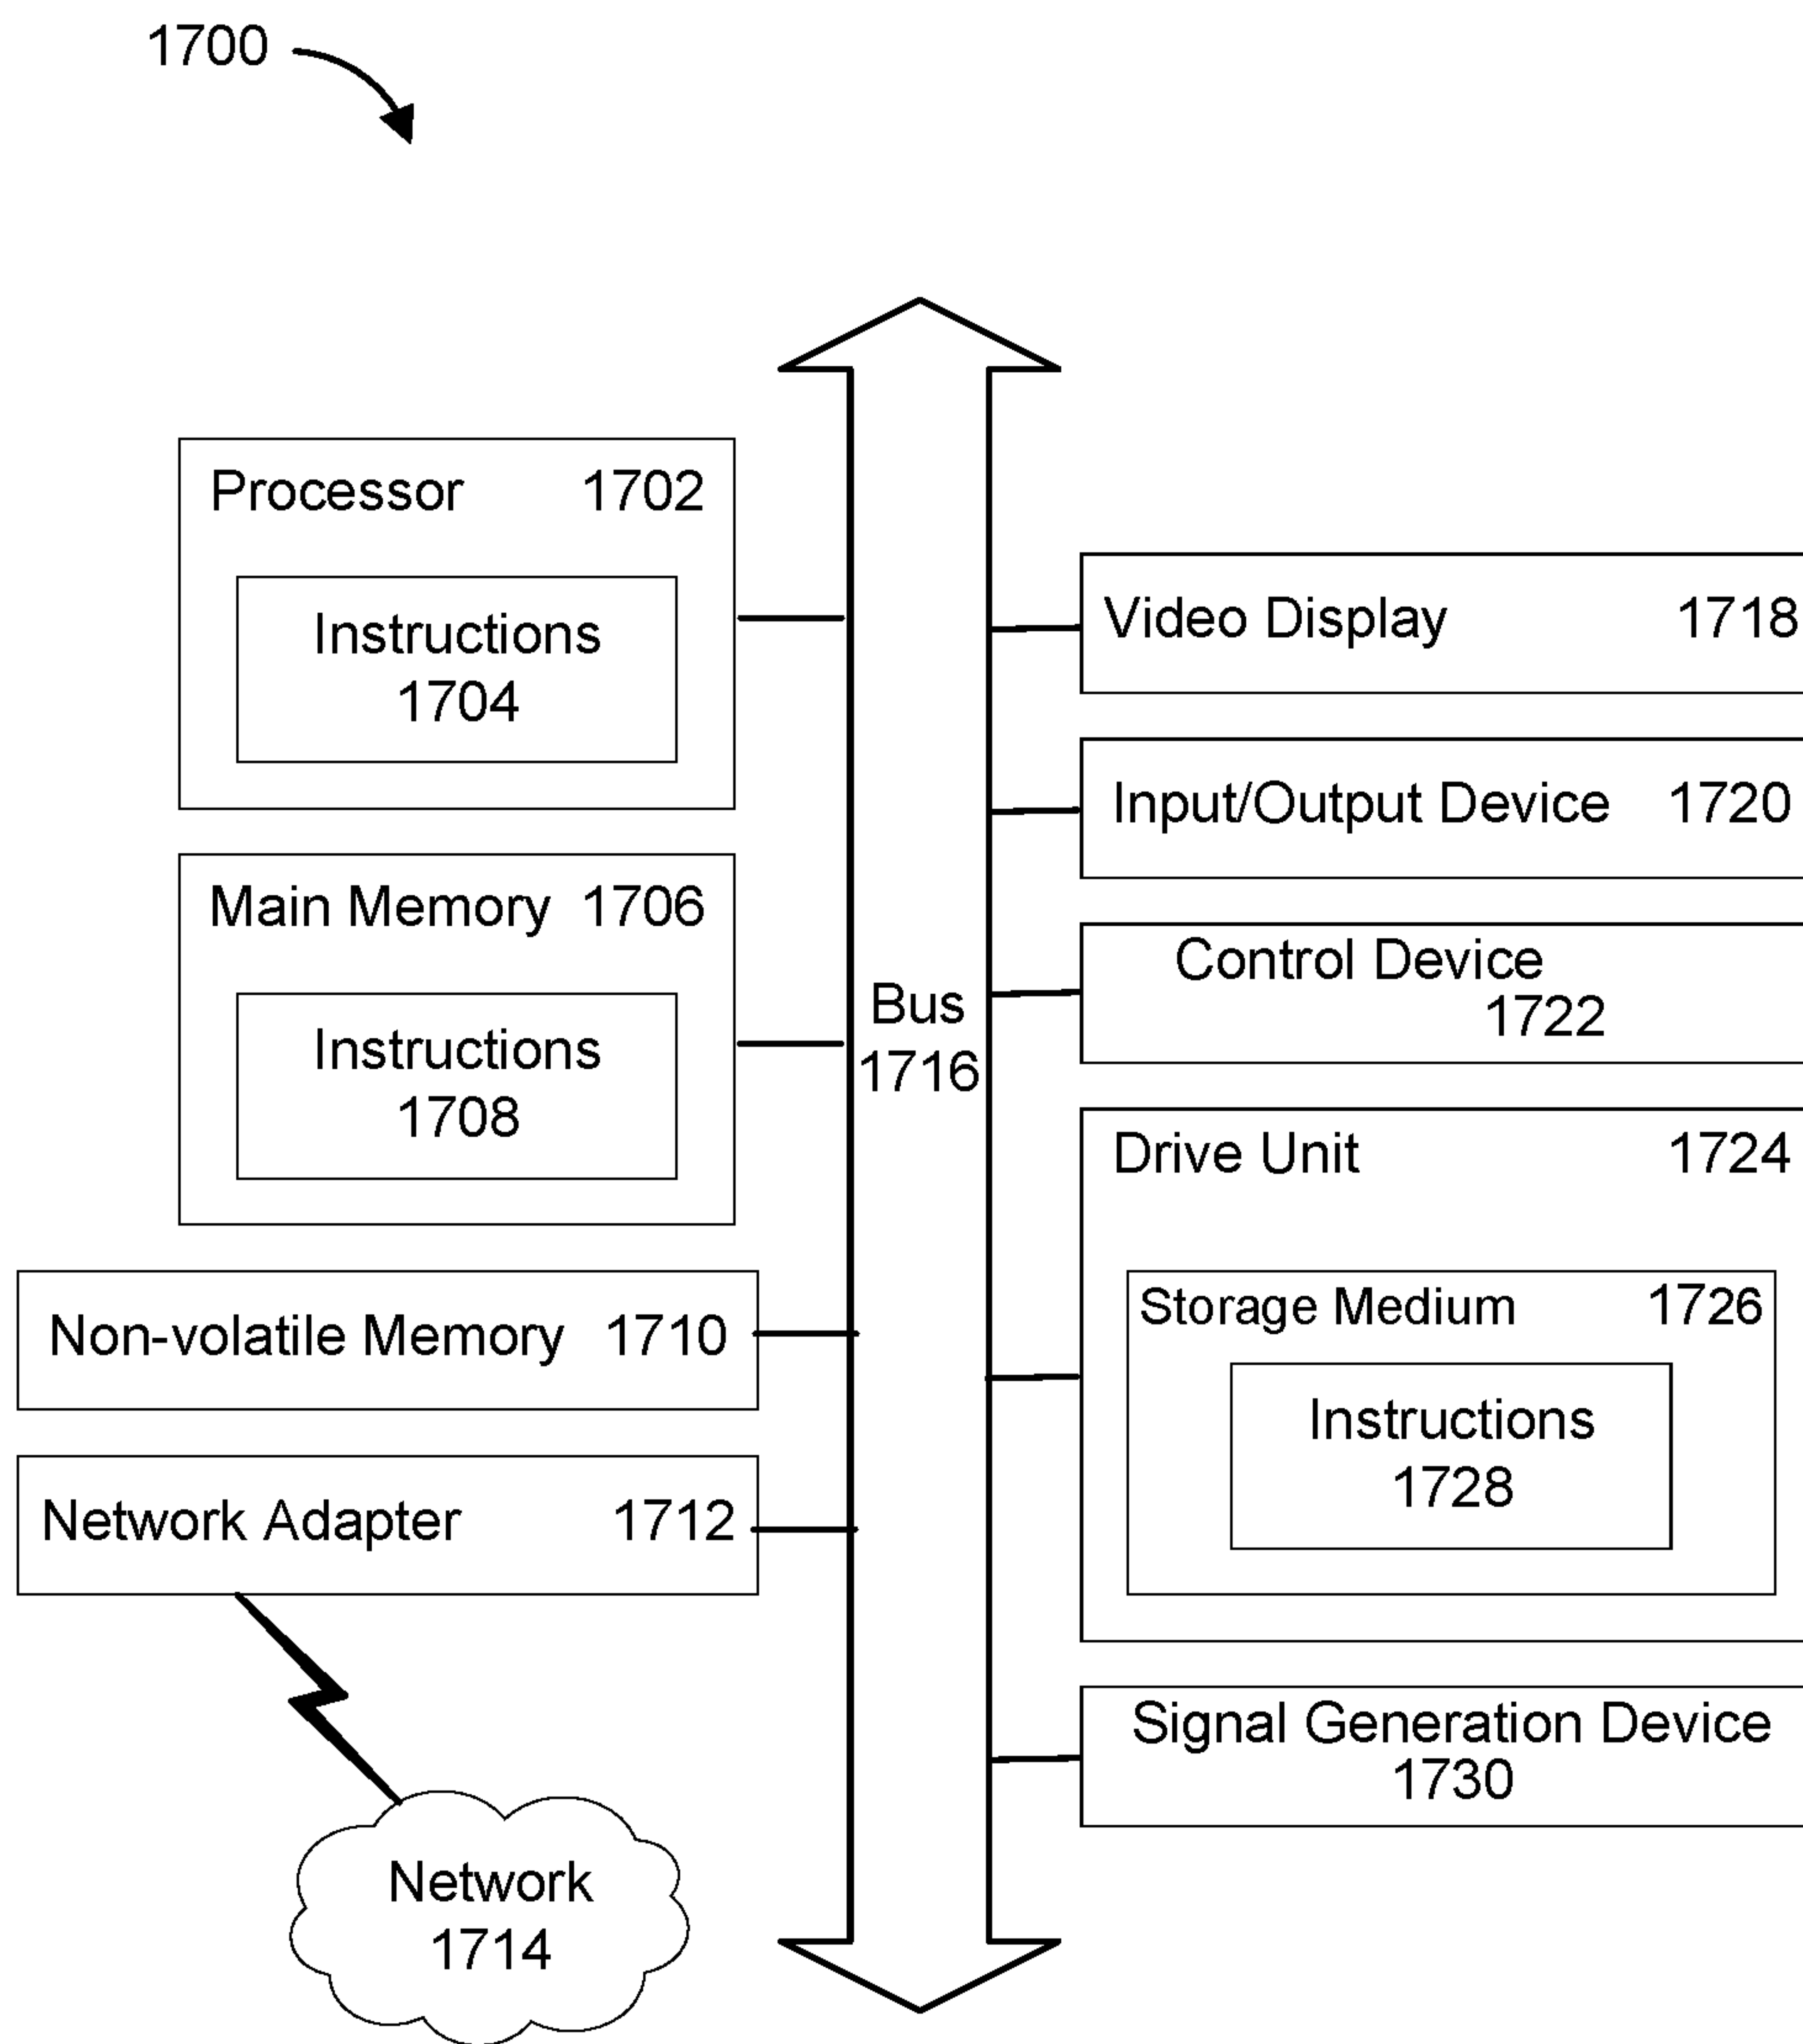 1700
Processor 1702
Instructions
1704
Main Memory 1706
Instructions
1708
Non-volatile Memory 1710
Network Adapter 1712
Network
1714
Bus
1716
Video Display 1718
Input/Output Device 1720
Control Device
1722
Drive Unit 1724
Storage Medium 1726
Instructions
1728
Signal Generation Device
1730